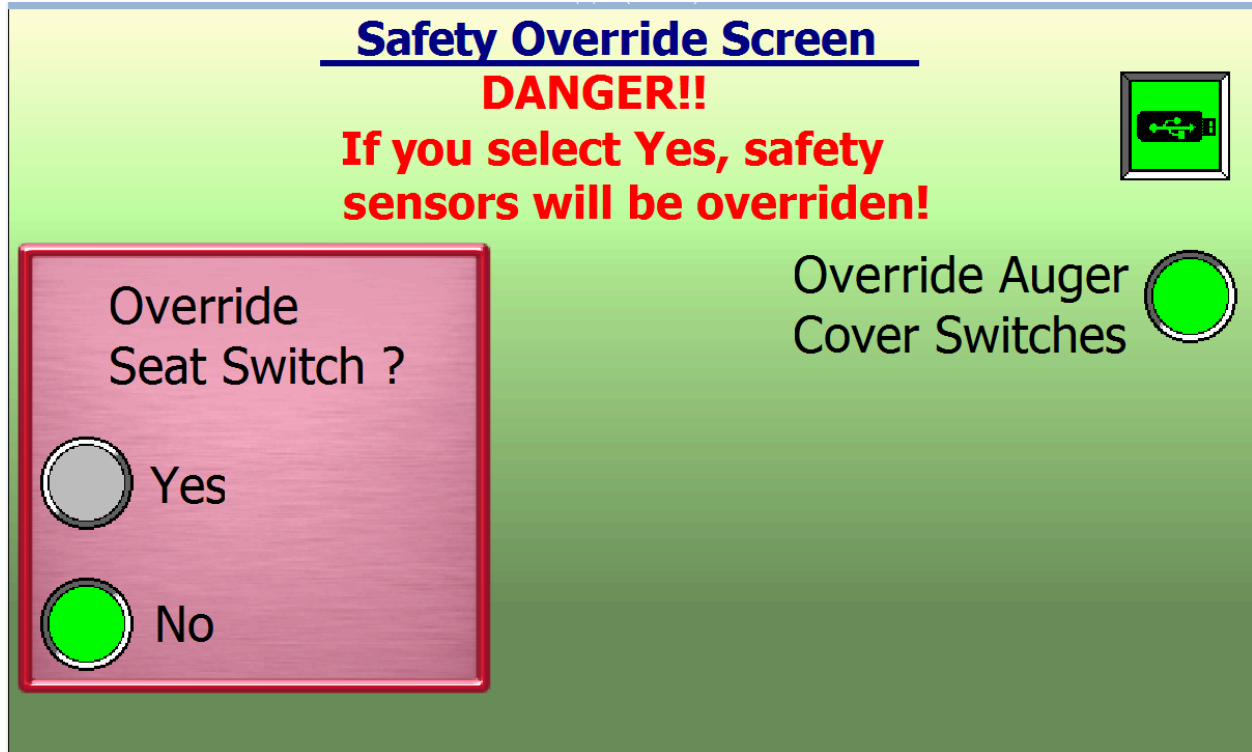 Safety Override Screen
DANGER!!
If you select Yes, safety
sensors will be overriden!
Override
Seat Switch ?
Yes
No
Override Auger
Cover Switches